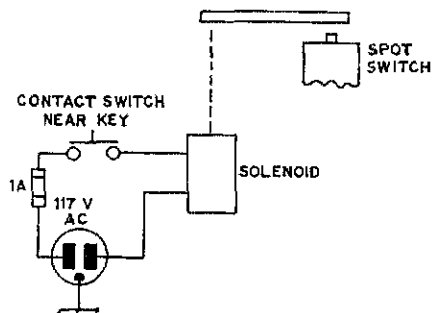 SPOT
SWITCH
CONTACT SWITCH
NEAR KEY
SOLENOID
1A
117 V
AC